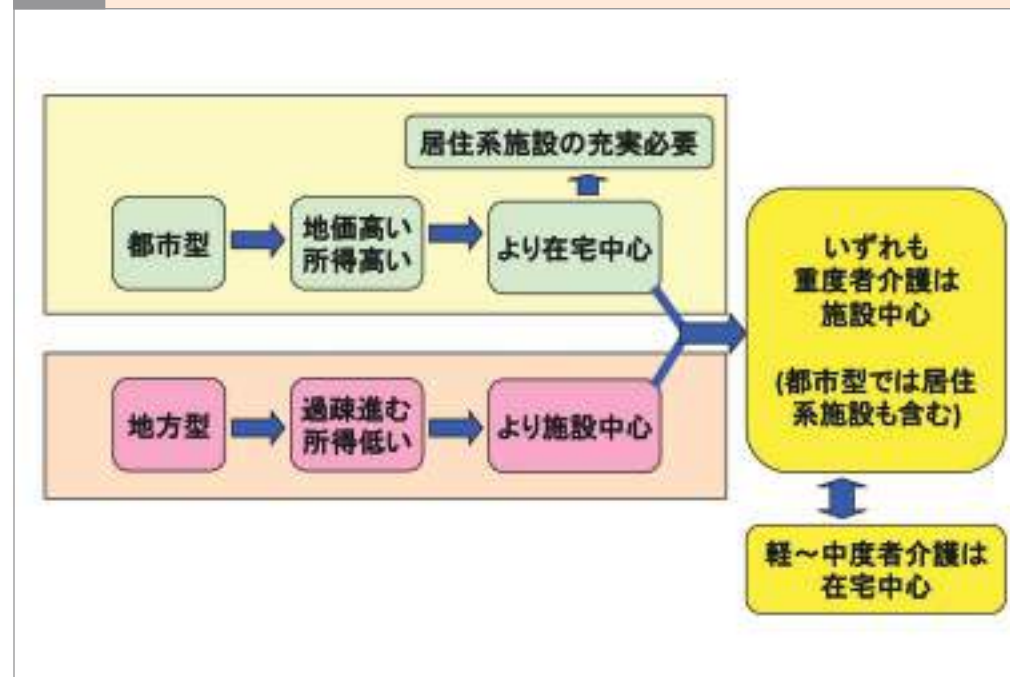 居住系施設の充実必要
都市型
地価高い
所得高い
より在宅中心
地方型
過疎進む
所得低い
より施設中心
いずれも
重度者介護は
施設中心
(都市型では居住
系施設も含む)
軽～中度者介護は
在宅中心